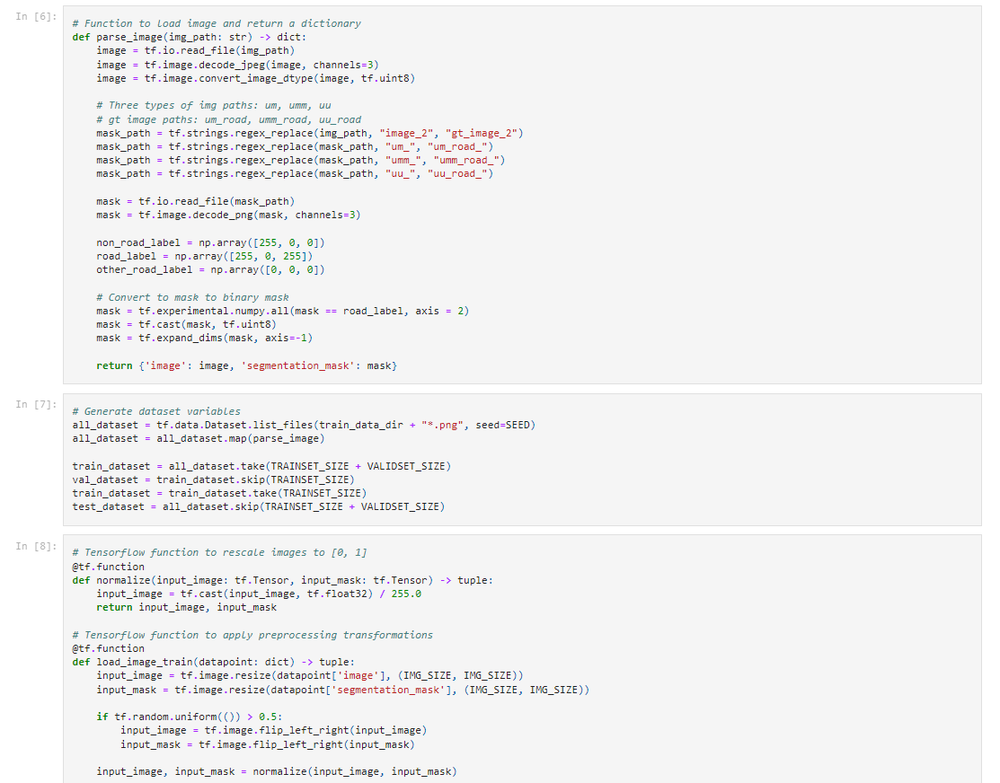 In [6]:
# Function to load image and return a dictionary
def parse_image(img_path: str) -> dict:
    image = tf.io.read_file(img_path)
    image = tf.image.decode_jpeg(image, channels=3)
    image = tf.image.convert_image_dtype(image, tf.uint8)

    # Three types of img paths: um, umm, uu
    # gt image paths: um_road, umm_road, uu_road
    mask_path = tf.strings.regex_replace(img_path, "image_2", "gt_image_2")
    mask_path = tf.strings.regex_replace(mask_path, "um_", "um_road_")
    mask_path = tf.strings.regex_replace(mask_path, "umm_", "umm_road_")
    mask_path = tf.strings.regex_replace(mask_path, "uu_", "uu_road_")

    mask = tf.io.read_file(mask_path)
    mask = tf.image.decode_png(mask, channels=3)

    non_road_label = np.array([255, 0, 0])
    road_label = np.array([255, 0, 255])
    other_road_label = np.array([0, 0, 0])

    # Convert to mask to binary mask
    mask = tf.experimental.numpy.all(mask == road_label, axis = 2)
    mask = tf.cast(mask, tf.uint8)
    mask = tf.expand_dims(mask, axis=-1)

    return {'image': image, 'segmentation_mask': mask}
In [7]:
# Generate dataset variables
all_dataset = tf.data.Dataset.list_files(train_data_dir + "*.png", seed=SEED)
all_dataset = all_dataset.map(parse_image)

train_dataset = all_dataset.take(TRAINSET_SIZE + VALIDSET_SIZE)
val_dataset = train_dataset.skip(TRAINSET_SIZE)
train_dataset = train_dataset.take(TRAINSET_SIZE)
test_dataset = all_dataset.skip(TRAINSET_SIZE + VALIDSET_SIZE)
In [8]:
# Tensorflow function to rescale images to [0, 1]
@tf.function
def normalize(input_image: tf.Tensor, input_mask: tf.Tensor) -> tuple:
    input_image = tf.cast(input_image, tf.float32) / 255.0
    return input_image, input_mask

# Tensorflow function to apply preprocessing transformations
@tf.function
def load_image_train(datapoint: dict) -> tuple:
    input_image = tf.image.resize(datapoint['image'], (IMG_SIZE, IMG_SIZE))
    input_mask = tf.image.resize(datapoint['segmentation_mask'], (IMG_SIZE, IMG_SIZE))

    if tf.random.uniform(()) > 0.5:
        input_image = tf.image.flip_left_right(input_image)
        input_mask = tf.image.flip_left_right(input_mask)

    input_image, input_mask = normalize(input_image, input_mask)